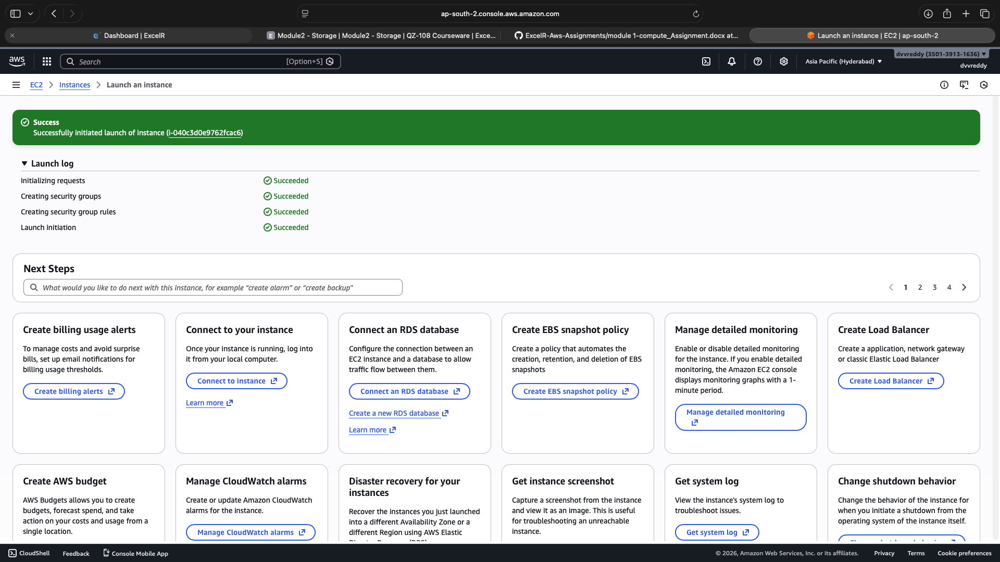 ap-south-2.console.aws.amazon.com
Dashboard | ExcelR
Module2 - Storage | Module2 - Storage | QZ-108 Courseware | Exce...
ExcelR-Aws-Assignments/module 1-compute_Assignment.docx at...
Launch an instance | EC2 | ap-south-2
aws
Search
[Option+S]
Asia Pacific (Hyderabad)
dvvreddy (3501-3913-1636)
dvvreddy
EC2
Instances
Launch an instance
Success
Successfully initiated launch of instance (i-040c3d0e9762fcac6)
Launch log
Initializing requests
Succeeded
Creating security groups
Succeeded
Creating security group rules
Succeeded
Launch initiation
Succeeded
Next Steps
What would you like to do next with this instance, for example “create alarm” or “create backup”
1 2 3 4
Create billing usage alerts
To manage costs and avoid surprise
bills, set up email notifications for
billing usage thresholds.
Create billing alerts
Connect to your instance
Once your instance is running, log into
it from your local computer.
Connect to instance
Learn more
Connect an RDS database
Configure the connection between an
EC2 instance and a database to allow
traffic flow between them.
Connect an RDS database
Create a new RDS database
Learn more
Create EBS snapshot policy
Create a policy that automates the
creation, retention, and deletion of EBS
snapshots
Create EBS snapshot policy
Manage detailed monitoring
Enable or disable detailed monitoring
for the instance. If you enable detailed
monitoring, the Amazon EC2 console
displays monitoring graphs with a 1-
minute period.
Manage detailed monitoring
Create Load Balancer
Create a application, network gateway
or classic Elastic Load Balancer
Create Load Balancer
Create AWS budget
AWS Budgets allows you to create
budgets, forecast spend, and take
action on your costs and usage from a
single location.
Manage CloudWatch alarms
Create or update Amazon CloudWatch
alarms for the instance.
Manage CloudWatch alarms
Disaster recovery for your
instances
Recover the instances you just launched
into a different Availability Zone or a
different Region using AWS Elastic
Get instance screenshot
Capture a screenshot from the instance
and view it as an image. This is useful
for troubleshooting an unreachable
instance.
Get system log
View the instance's system log to
troubleshoot issues.
Get system log
Change shutdown behavior
Change the behavior of the instance for
when you initiate a shutdown from the
operating system of the instance itself.
CloudShell
Feedback
Console Mobile App
© 2026, Amazon Web Services, Inc. or its affiliates.
Privacy
Terms
Cookie preferences